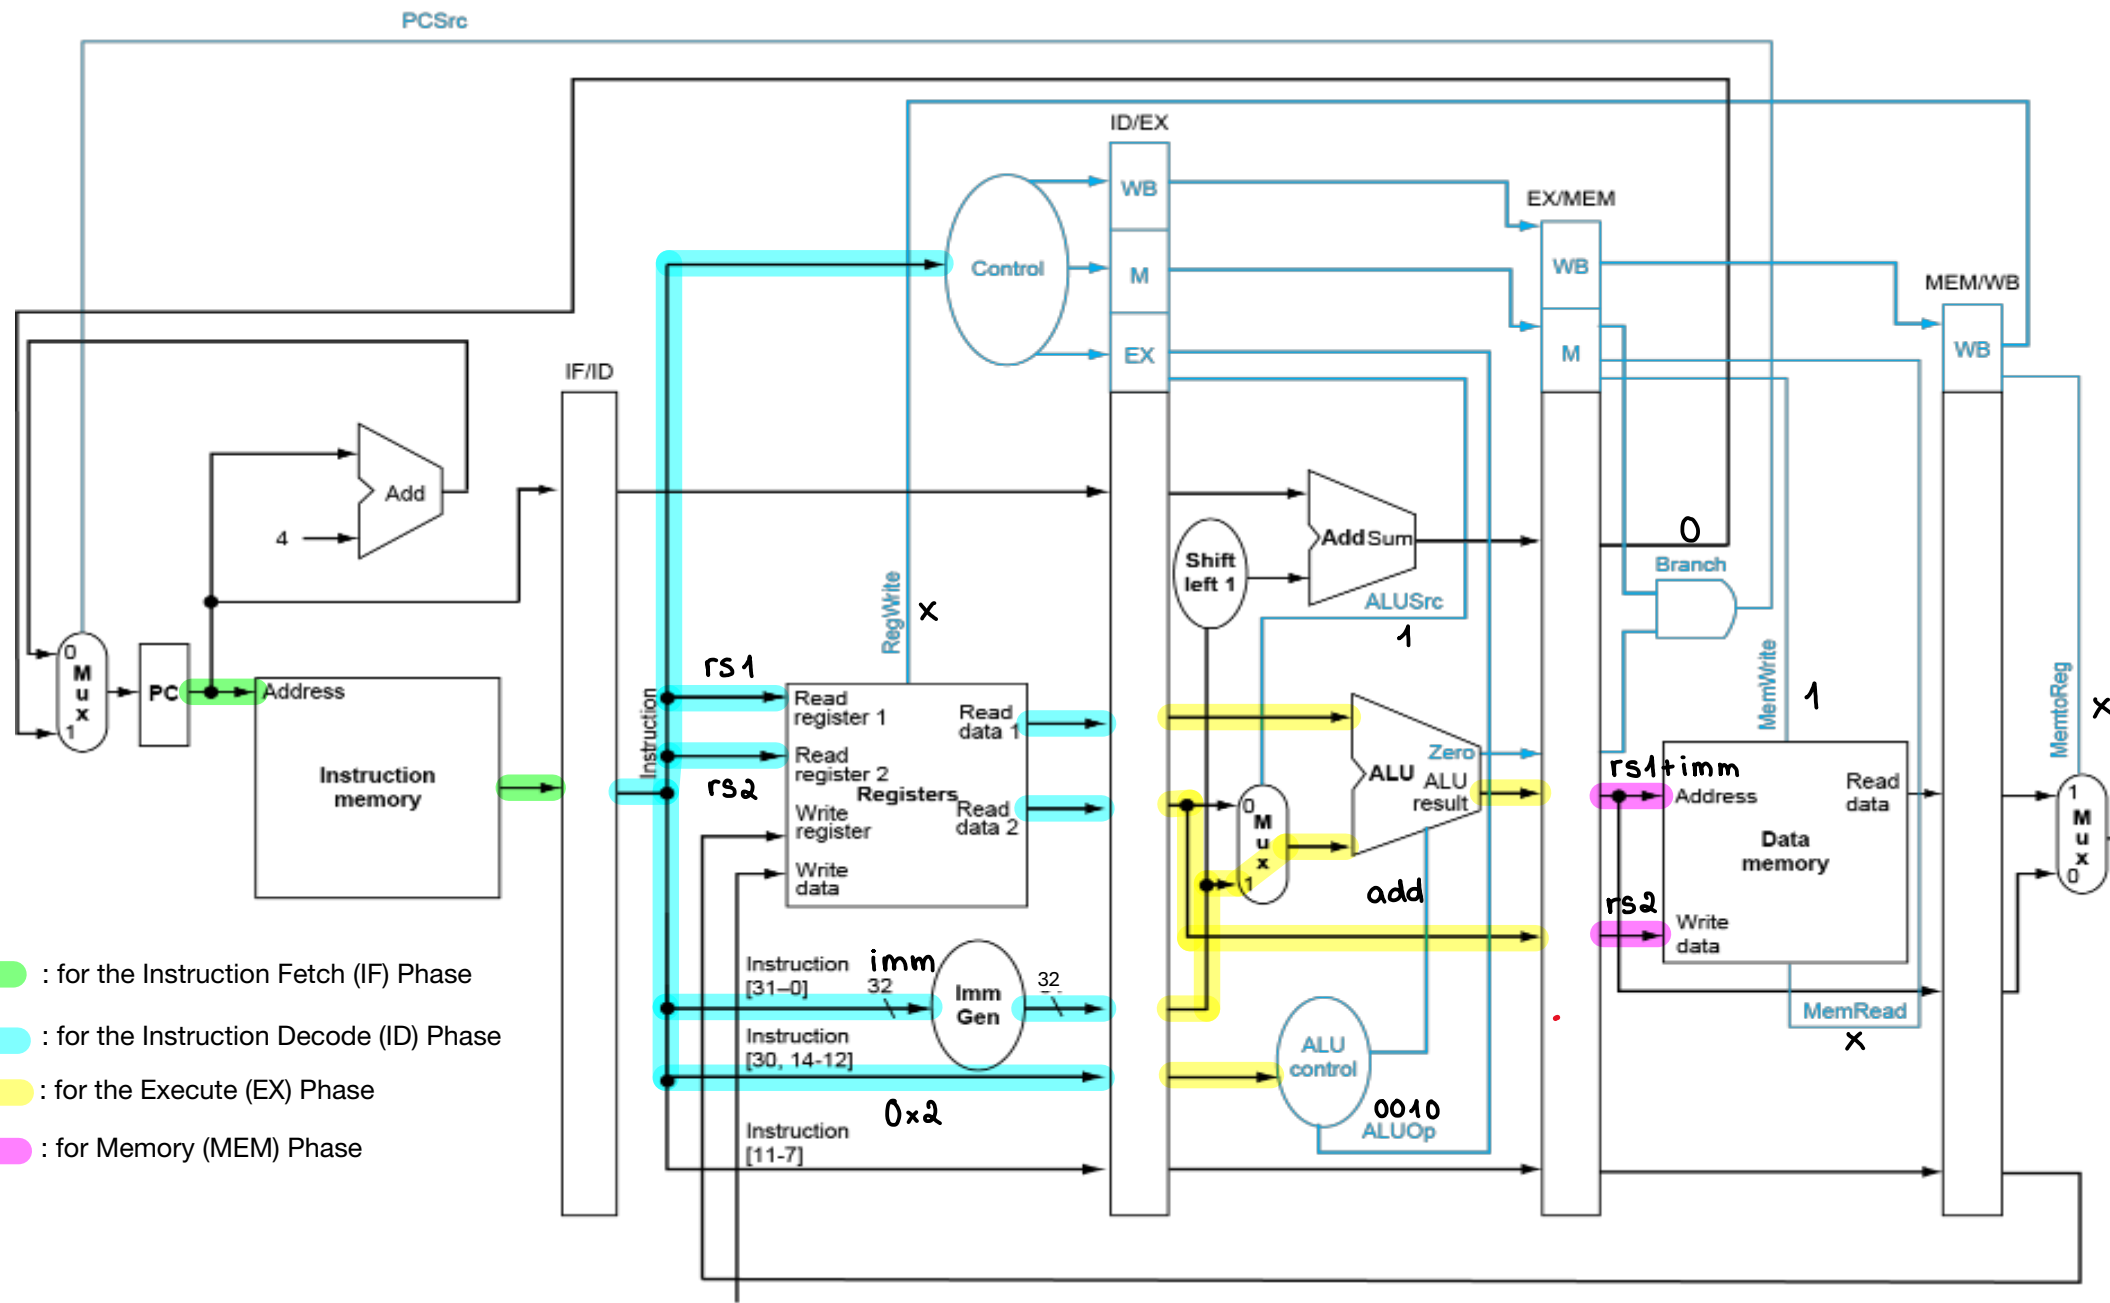 PCSrc
ID/EX
WB
EX/MEM
Control
M
WB
MEM/WB
EX
M
WB
IF/ID
Add
4
0
Branch
Add Sum
Shift
left 1
ALUSrc
1
RegWrite
x
MemWrite
1
MemtoReg
x
0
M
u
x
1
PC
Address
Instruction
memory
Instruction
rs1
Read
register 1
Read
data 1
Read
register 2
rs2
Registers
Write
register
Read
data 2
Write
data
0
M
u
x
1
Zero
ALU
ALU
result
add
rs1+imm
Address
Read
data
Data
memory
rs2
Write
data
1
M
u
x
0
MemRead
x
Instruction
[31–0]
imm
32
Imm
Gen
32
Instruction
[30, 14-12]
0x2
ALU
control
0010
ALUOp
Instruction
[11-7]
: for the Instruction Fetch (IF) Phase
: for the Instruction Decode (ID) Phase
: for the Execute (EX) Phase
: for Memory (MEM) Phase